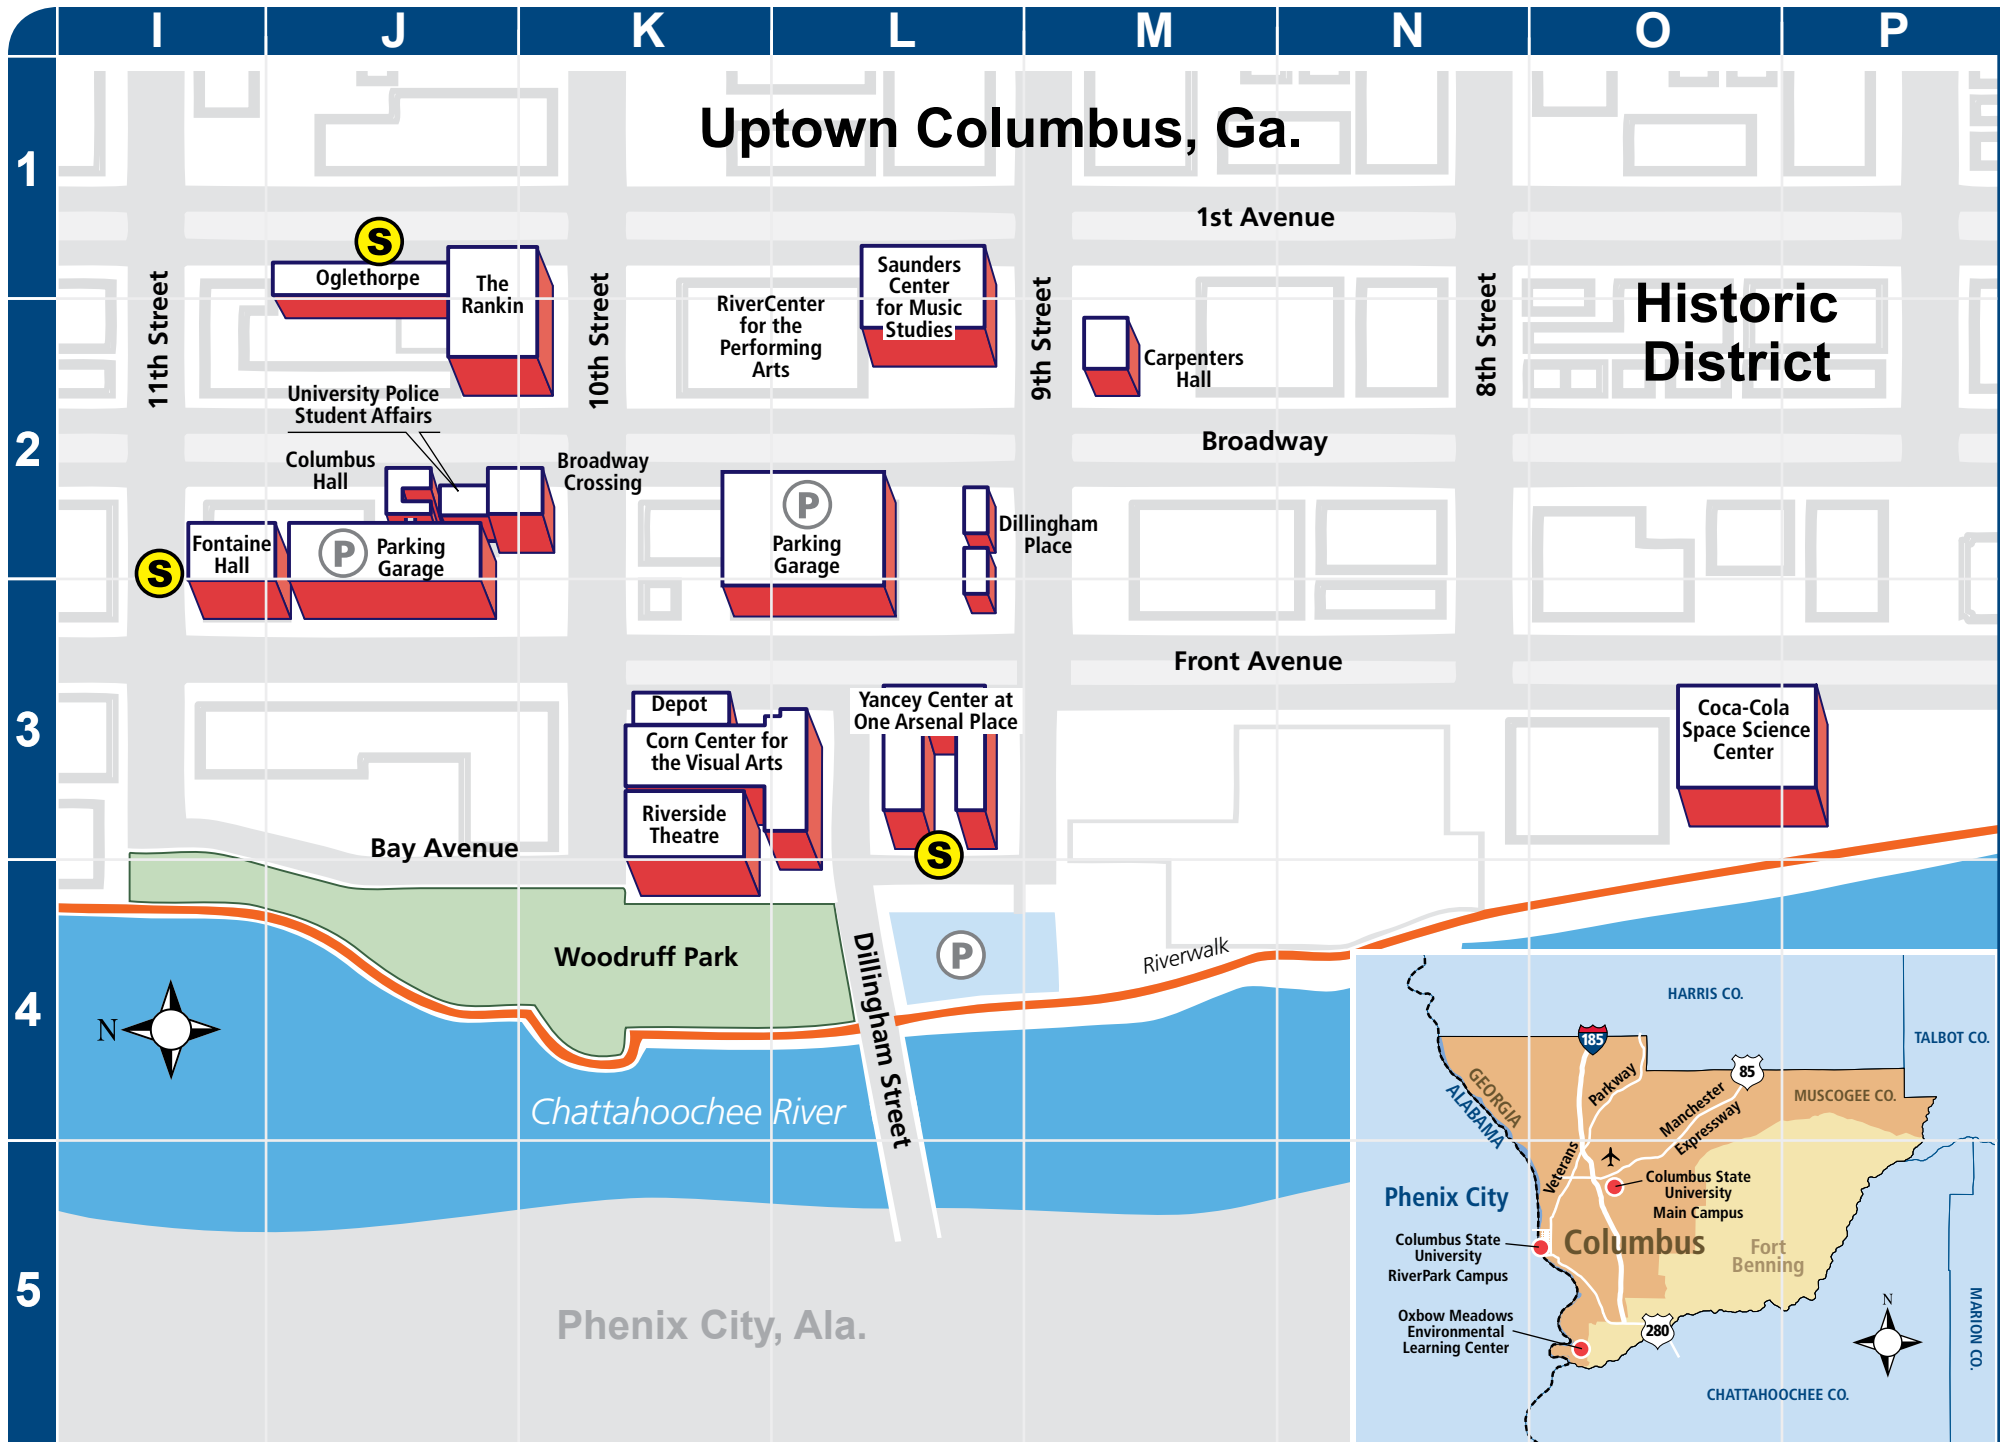 I J K L M N O P
1
2
3
4
5
Uptown Columbus, Ga.
1st Avenue
S
Oglethorpe
The
Rankin
Saunders
Center
for Music
Studies
RiverCenter
for the
Performing
Arts
11th Street
10th Street
9th Street
8th Street
Historic
District
Carpenters
Hall
University Police
Student Affairs
Broadway
Columbus
Hall
Broadway
Crossing
P
Parking
Garage
Dillingham
Place
Fontaine
Hall
P
Parking
Garage
S
Front Avenue
Depot
Corn Center for
the Visual Arts
Riverside
Theatre
Yancey Center at
One Arsenal Place
S
Coca-Cola
Space Science
Center
Bay Avenue
Woodruff Park
Dillingham Street
P
Riverwalk
N
Chattahoochee River
Phenix City, Ala.
HARRIS CO.
TALBOT CO.
185
85
GEORGIA
ALABAMA
Parkway
Manchester
Expressway
MUSCOGEE CO.
Veterans
Columbus State
University
Main Campus
Phenix City
Columbus State
University
RiverPark Campus
Columbus
Fort
Benning
Oxbow Meadows
Environmental
Learning Center
280
N
MARION CO.
CHATTAHOOCHEE CO.